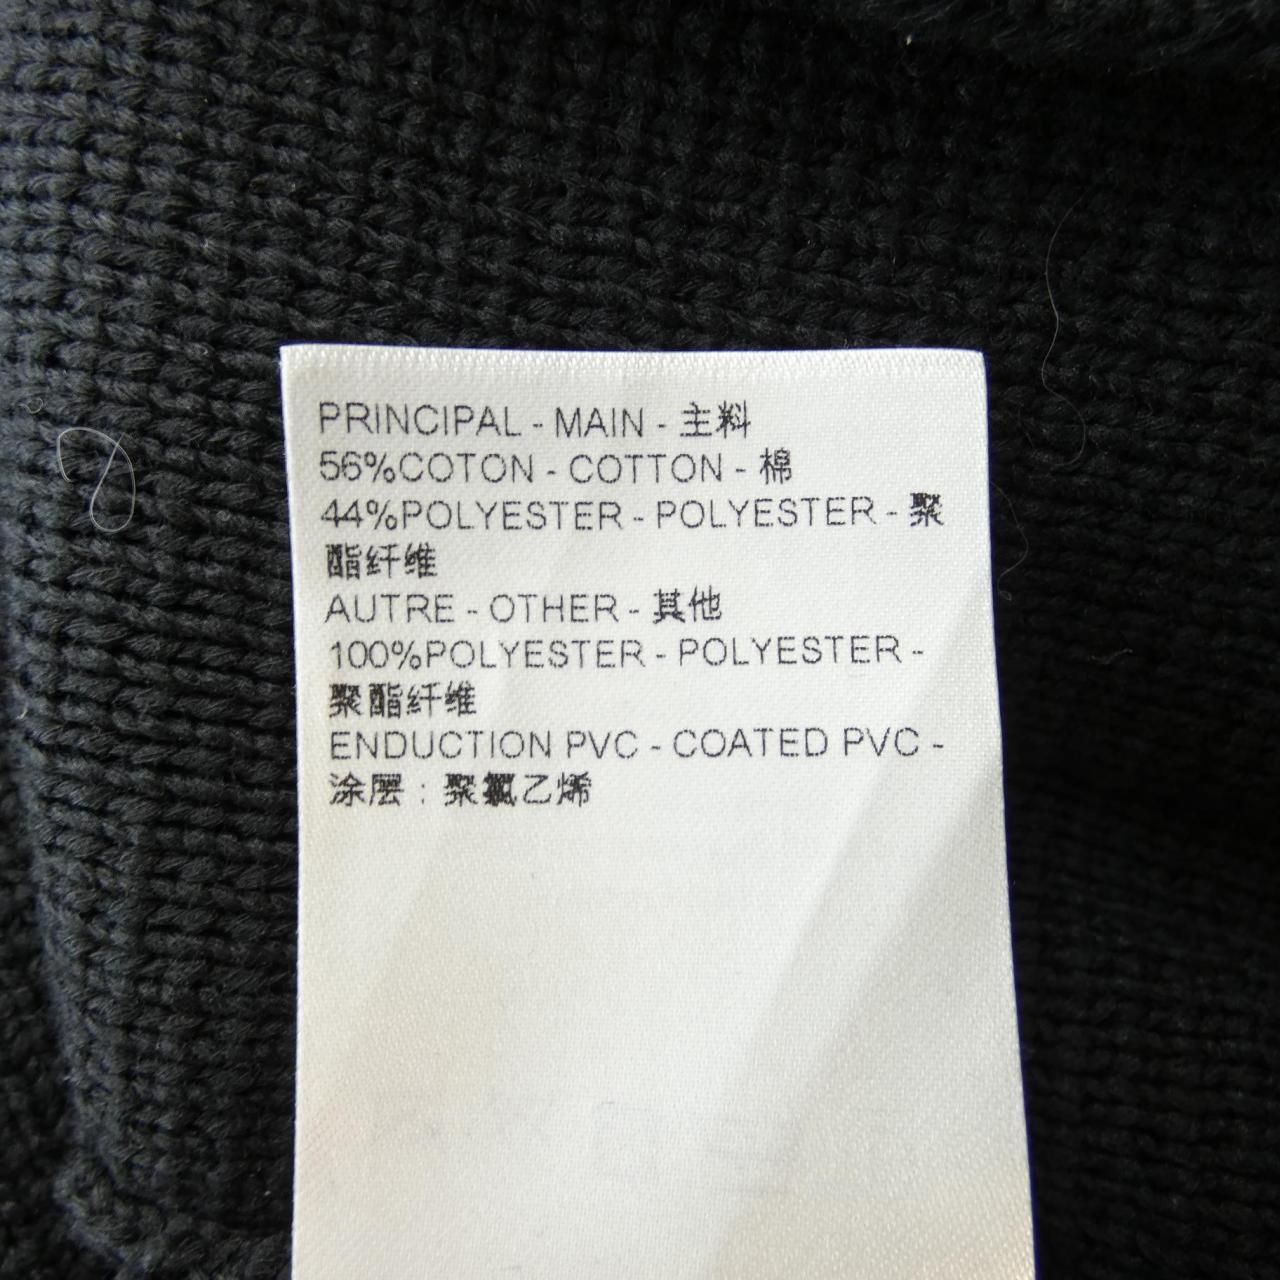 PRINCIPAL - MAIN - 主料
56%COTON - COTTON - 棉
44%POLYESTER - POLYESTER - 聚
酯纤维
AUTRE - OTHER - 其他
100%POLYESTER - POLYESTER -
聚酯纤维
ENDUCTION PVC - COATED PVC -
涂层：聚氯乙烯